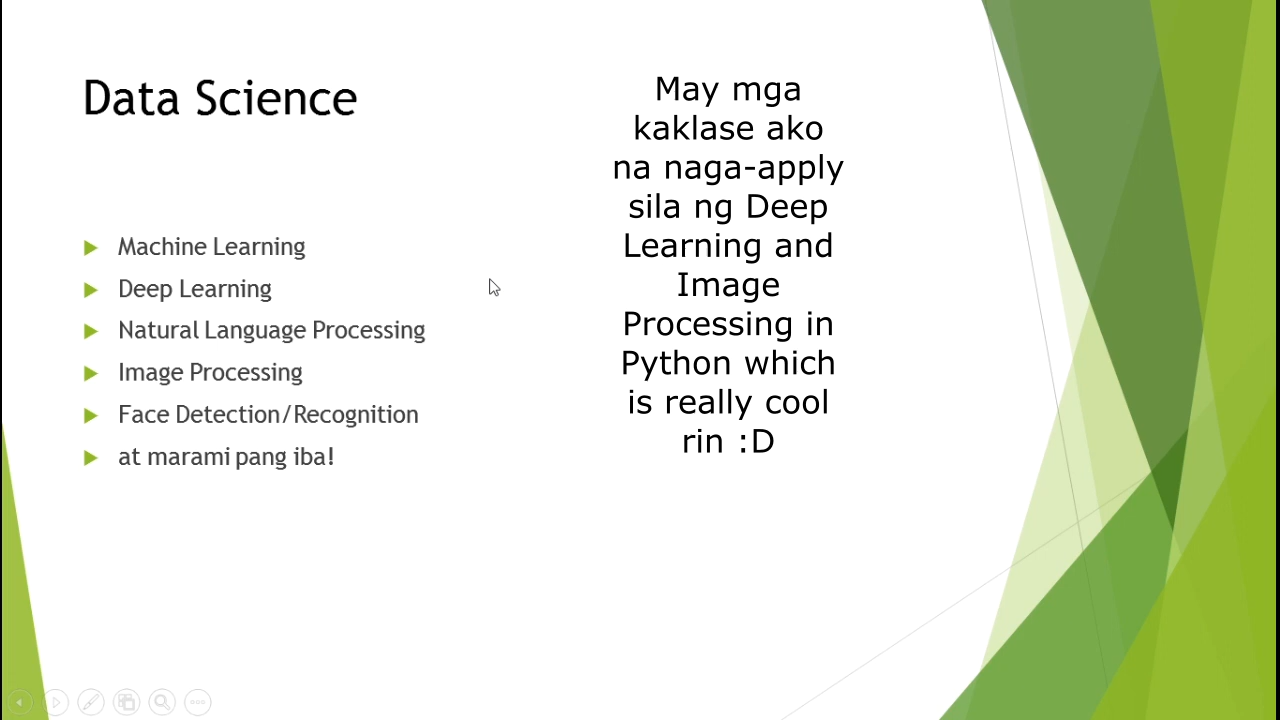 Data Science
Machine Learning
Deep Learning
Natural Language Processing
Image Processing
Face Detection/Recognition
at marami pang iba!
May mga
kaklase ako
na naga-apply
sila ng Deep
Learning and
Image
Processing in
Python which
is really cool
rin :D